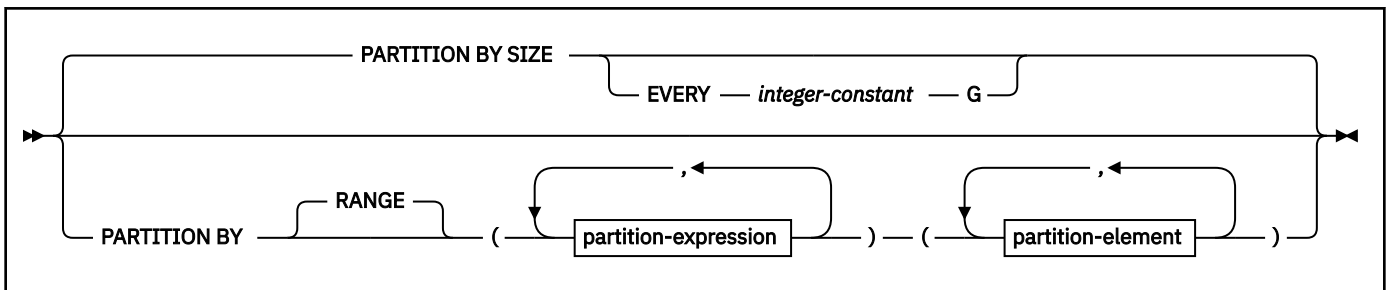 PARTITION BY SIZE
EVERY integer-constant G
, ,
RANGE
PARTITION BY ( partition-expression ) ( partition-element )